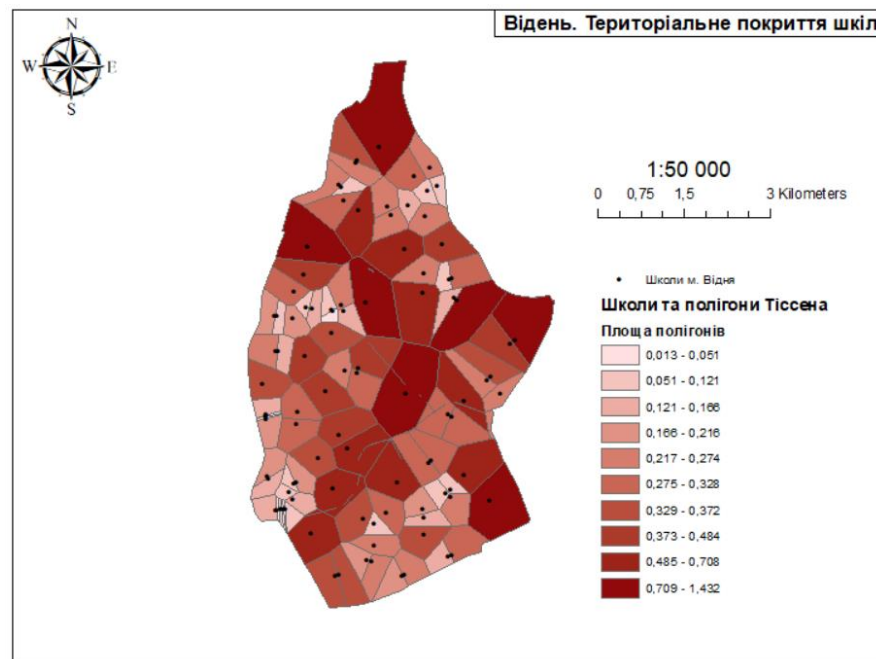 Відень. Територіальне покриття шкіл
N
W
E
S
1:50 000
0 0,75 1,5 3 Kilometers
Школи м. Відня
Школи та полігони Тіссена
Площа полігонів
0,013 - 0,051
0,051 - 0,121
0,121 - 0,166
0,166 - 0,216
0,217 - 0,274
0,275 - 0,328
0,329 - 0,372
0,373 - 0,484
0,485 - 0,708
0,709 - 1,432